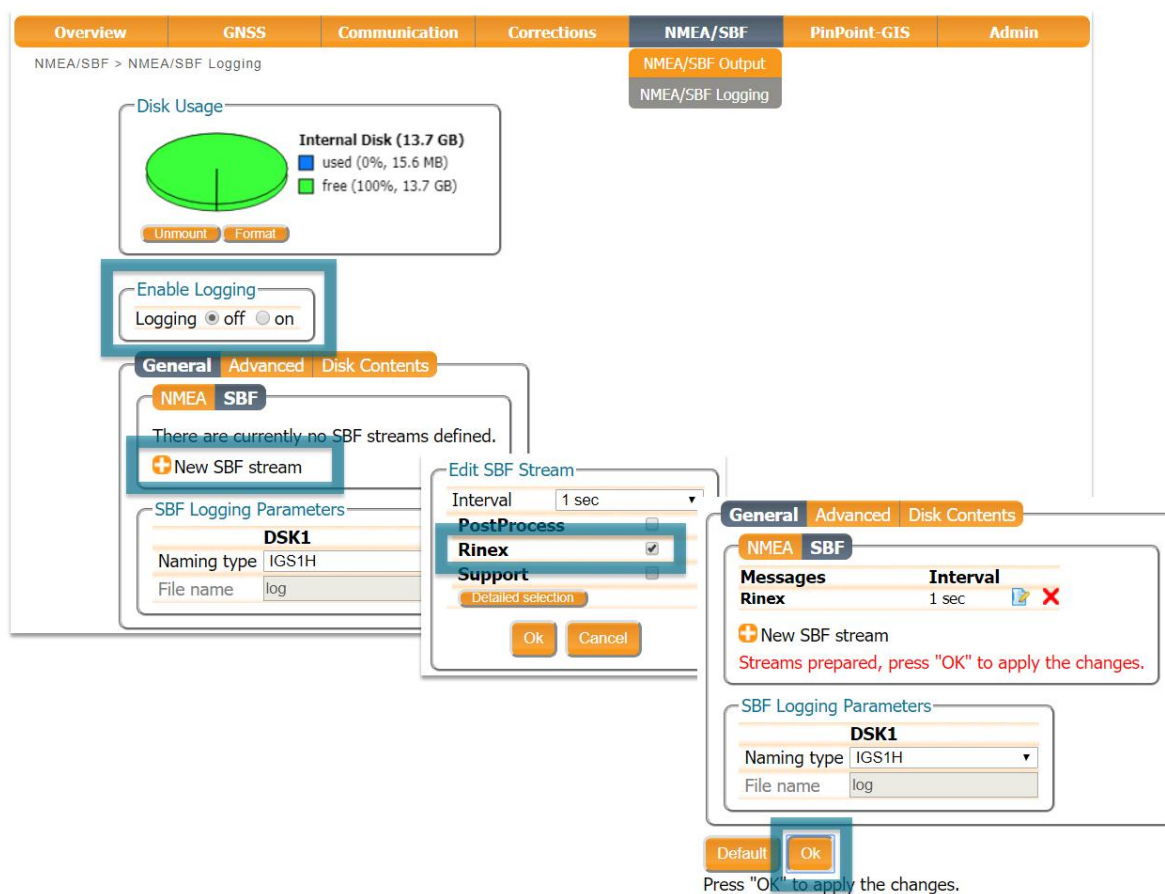 Overview GNSS Communication Corrections NMEA/SBF PinPoint-GIS Admin
NMEA/SBF > NMEA/SBF Logging
NMEA/SBF Output
NMEA/SBF Logging
Disk Usage
Internal Disk (13.7 GB)
used (0%, 15.6 MB)
free (100%, 13.7 GB)
Unmount Format
Enable Logging
Logging off on
General Advanced Disk Contents
NMEA SBF
There are currently no SBF streams defined.
New SBF stream
SBF Logging Parameters
DSK1
Naming type IGS1H
File name log
Edit SBF Stream
Interval 1 sec
PostProcess
Rinex
Support
Detailed selection
Ok Cancel
General Advanced Disk Contents
NMEA SBF
Messages Interval
Rinex 1 sec
New SBF stream
Streams prepared, press "OK" to apply the changes.
SBF Logging Parameters
DSK1
Naming type IGS1H
File name log
Default Ok
Press "OK" to apply the changes.